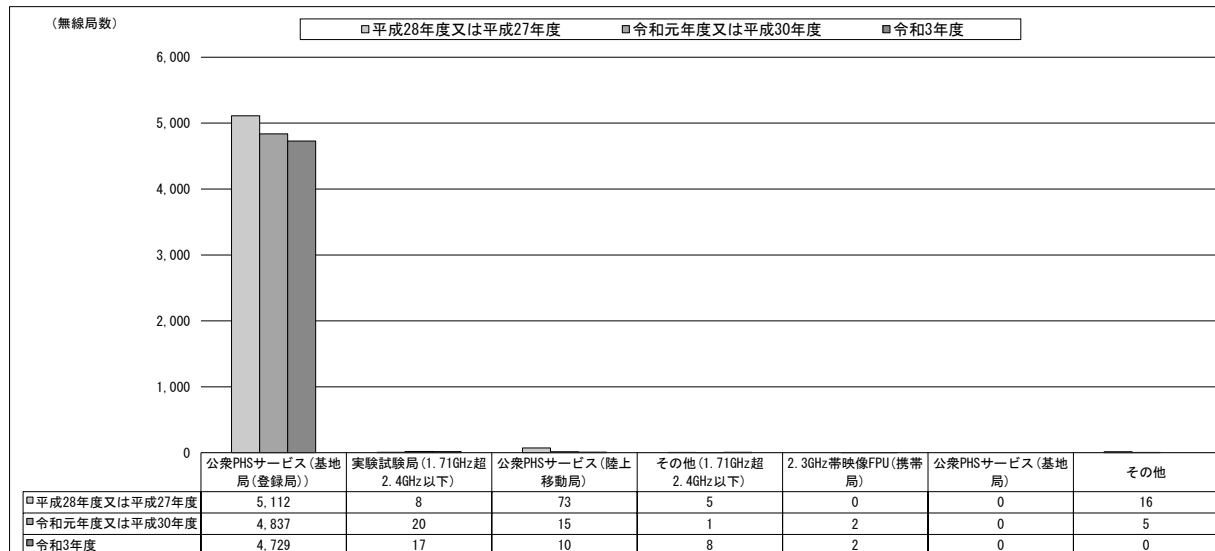 (無線局数)
□平成28年度又は平成27年度 ■令和元年度又は平成30年度 ■令和3年度
6,000
5,000
4,000
3,000
2,000
1,000
0
公衆PHSサービス(基地局(登録局)) 実験試験局(1.71GHz超2.4GHz以下) 公衆PHSサービス(陸上移動局) その他(1.71GHz超2.4GHz以下) 2.3GHz帯映像FPU(携帯局) 公衆PHSサービス(基地局) その他
□平成28年度又は平成27年度 5,112 8 73 5 0 0 16
■令和元年度又は平成30年度 4,837 20 15 1 2 0 5
■令和3年度 4,729 17 10 8 2 0 0